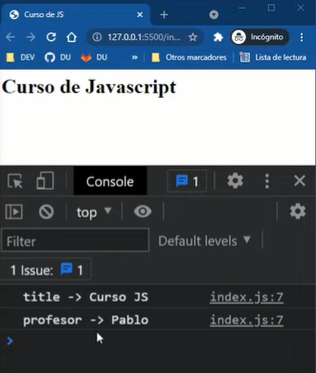 Curso de JS
127.0.0.1:5500/in...
Incógnito
DEV
DU
DU
»
Otros marcadores
Lista de lectura
Curso de Javascript
Console
1
top
Filter
Default levels
1 Issue:
1
title -> Curso JS
index.js:7
profesor -> Pablo
index.js:7